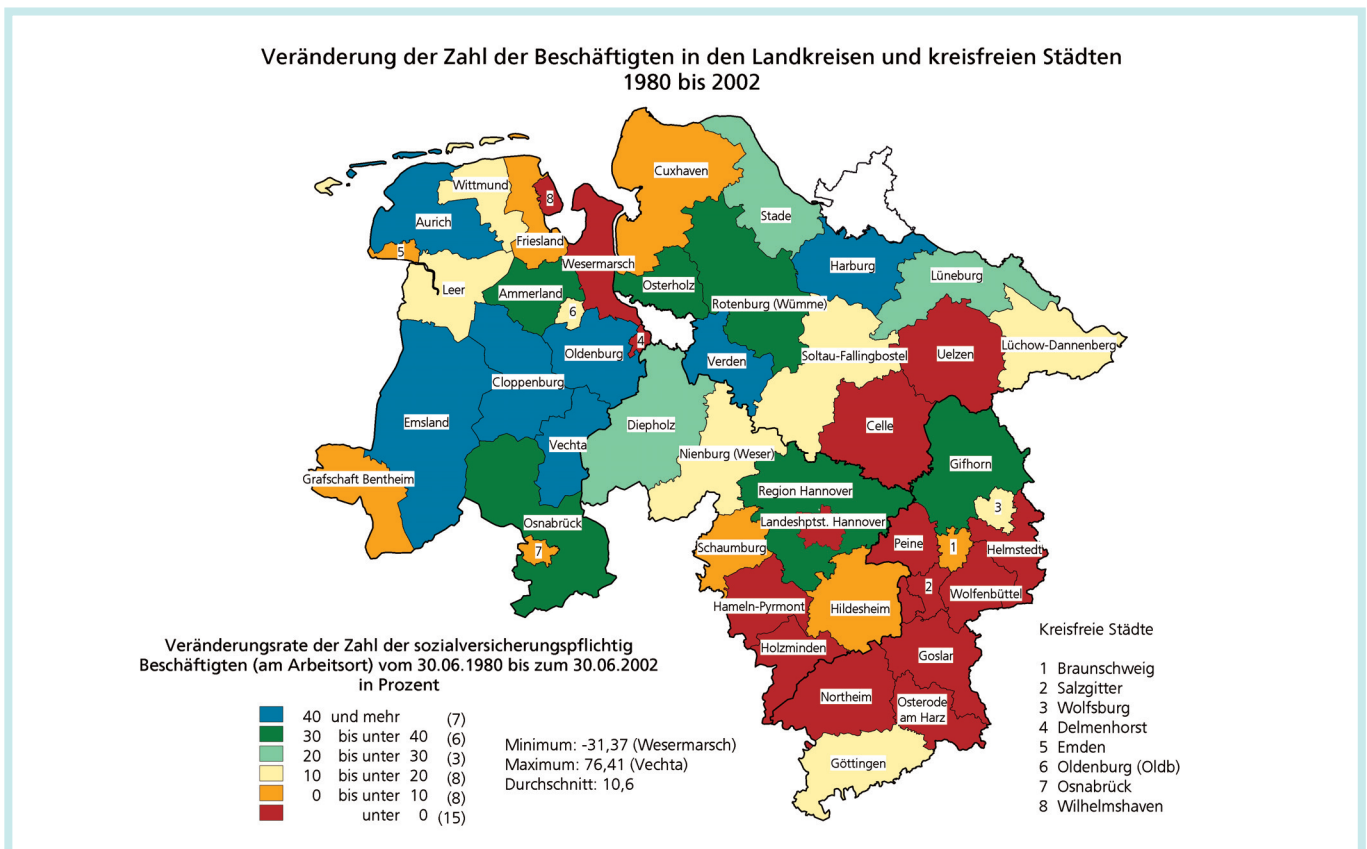 Veränderung der Zahl der Beschäftigten in den Landkreisen und kreisfreien Städten
1980 bis 2002
Cuxhaven
Wittmund
8
Stade
Aurich
Friesland
5
Wesermarsch
Harburg
Lüneburg
Leer
Ammerland
Osterholz
Rotenburg (Wümme)
6
4
Oldenburg
Verden
Soltau-Fallingbostel
Uelzen
Lüchow-Dannenberg
Cloppenburg
Emsland
Diepholz
Celle
Vechta
Nienburg (Weser)
Gifhorn
Grafschaft Bentheim
Region Hannover
3
Osnabrück
Landeshptst. Hannover
7
Schaumburg
Peine
1
Helmstedt
2
Wolfenbüttel
Hameln-Pyrmont
Hildesheim
Holzminden
Goslar
Northeim
Osterode
am Harz
Göttingen
Veränderungsrate der Zahl der sozialversicherungspflichtig
Beschäftigten (am Arbeitsort) vom 30.06.1980 bis zum 30.06.2002
in Prozent
40 und mehr (7)
30 bis unter 40 (6)
20 bis unter 30 (3)
10 bis unter 20 (8)
0 bis unter 10 (8)
unter 0 (15)
Minimum: -31,37 (Wesermarsch)
Maximum: 76,41 (Vechta)
Durchschnitt: 10,6
Kreisfreie Städte
1 Braunschweig
2 Salzgitter
3 Wolfsburg
4 Delmenhorst
5 Emden
6 Oldenburg (Oldb)
7 Osnabrück
8 Wilhelmshaven